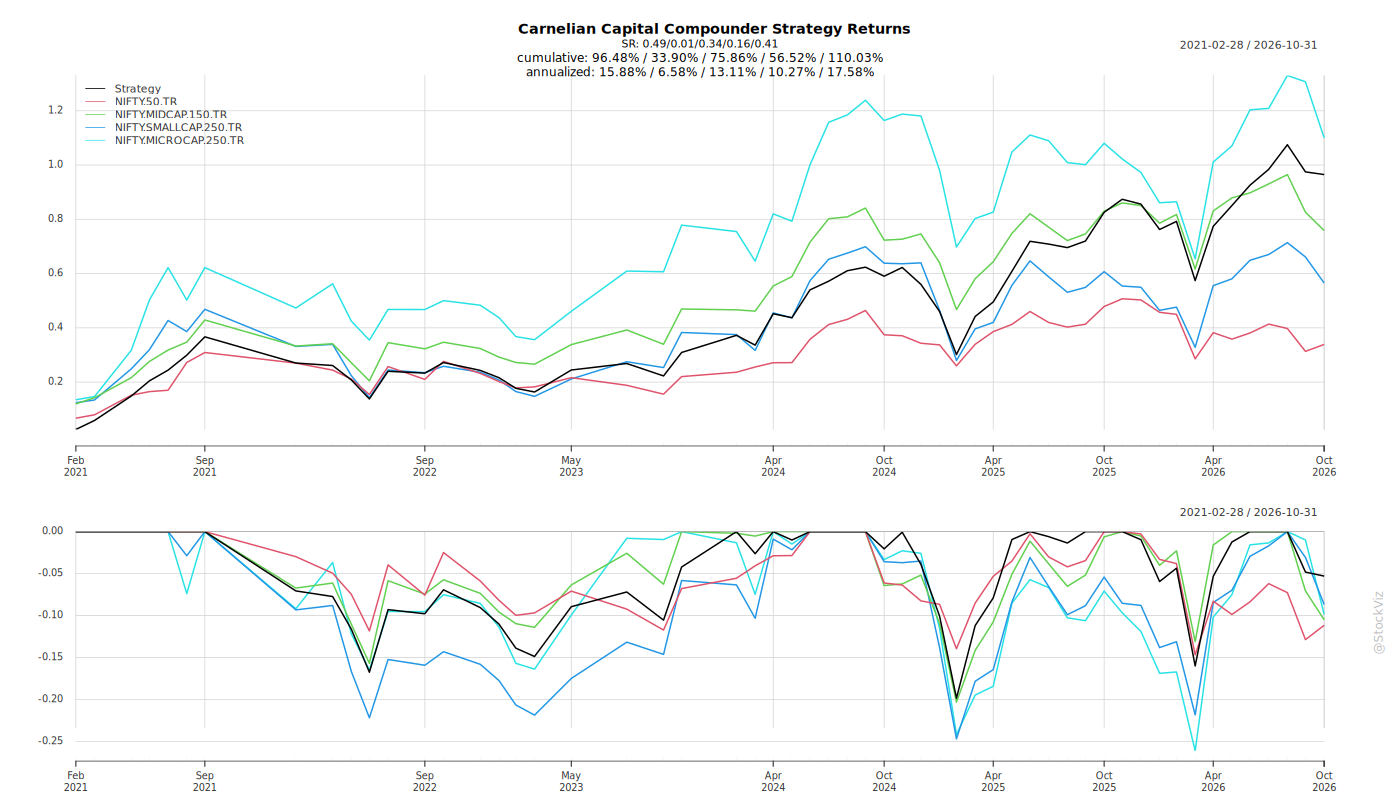 Carnelian Capital Compounder Strategy Returns
SR: 0.49/0.01/0.34/0.16/0.41
2021-02-28 / 2026-10-31
cumulative: 96.48% / 33.90% / 75.86% / 56.52% / 110.03%
annualized: 15.88% / 6.58% / 13.11% / 10.27% / 17.58%
Strategy
NIFTY.50.TR
NIFTY.MIDCAP.150.TR
NIFTY.SMALLCAP.250.TR
NIFTY.MICROCAP.250.TR
1.2
1.0
0.8
0.6
0.4
0.2
Feb Sep Sep May Apr Oct Apr Oct Apr Oct
2021 2021 2022 2023 2024 2024 2025 2025 2026 2026
2021-02-28 / 2026-10-31
0.00
-0.05
-0.10
-0.15
-0.20
-0.25
Feb Sep Sep May Apr Oct Apr Oct Apr Oct
2021 2021 2022 2023 2024 2024 2025 2025 2026 2026
@StockViz